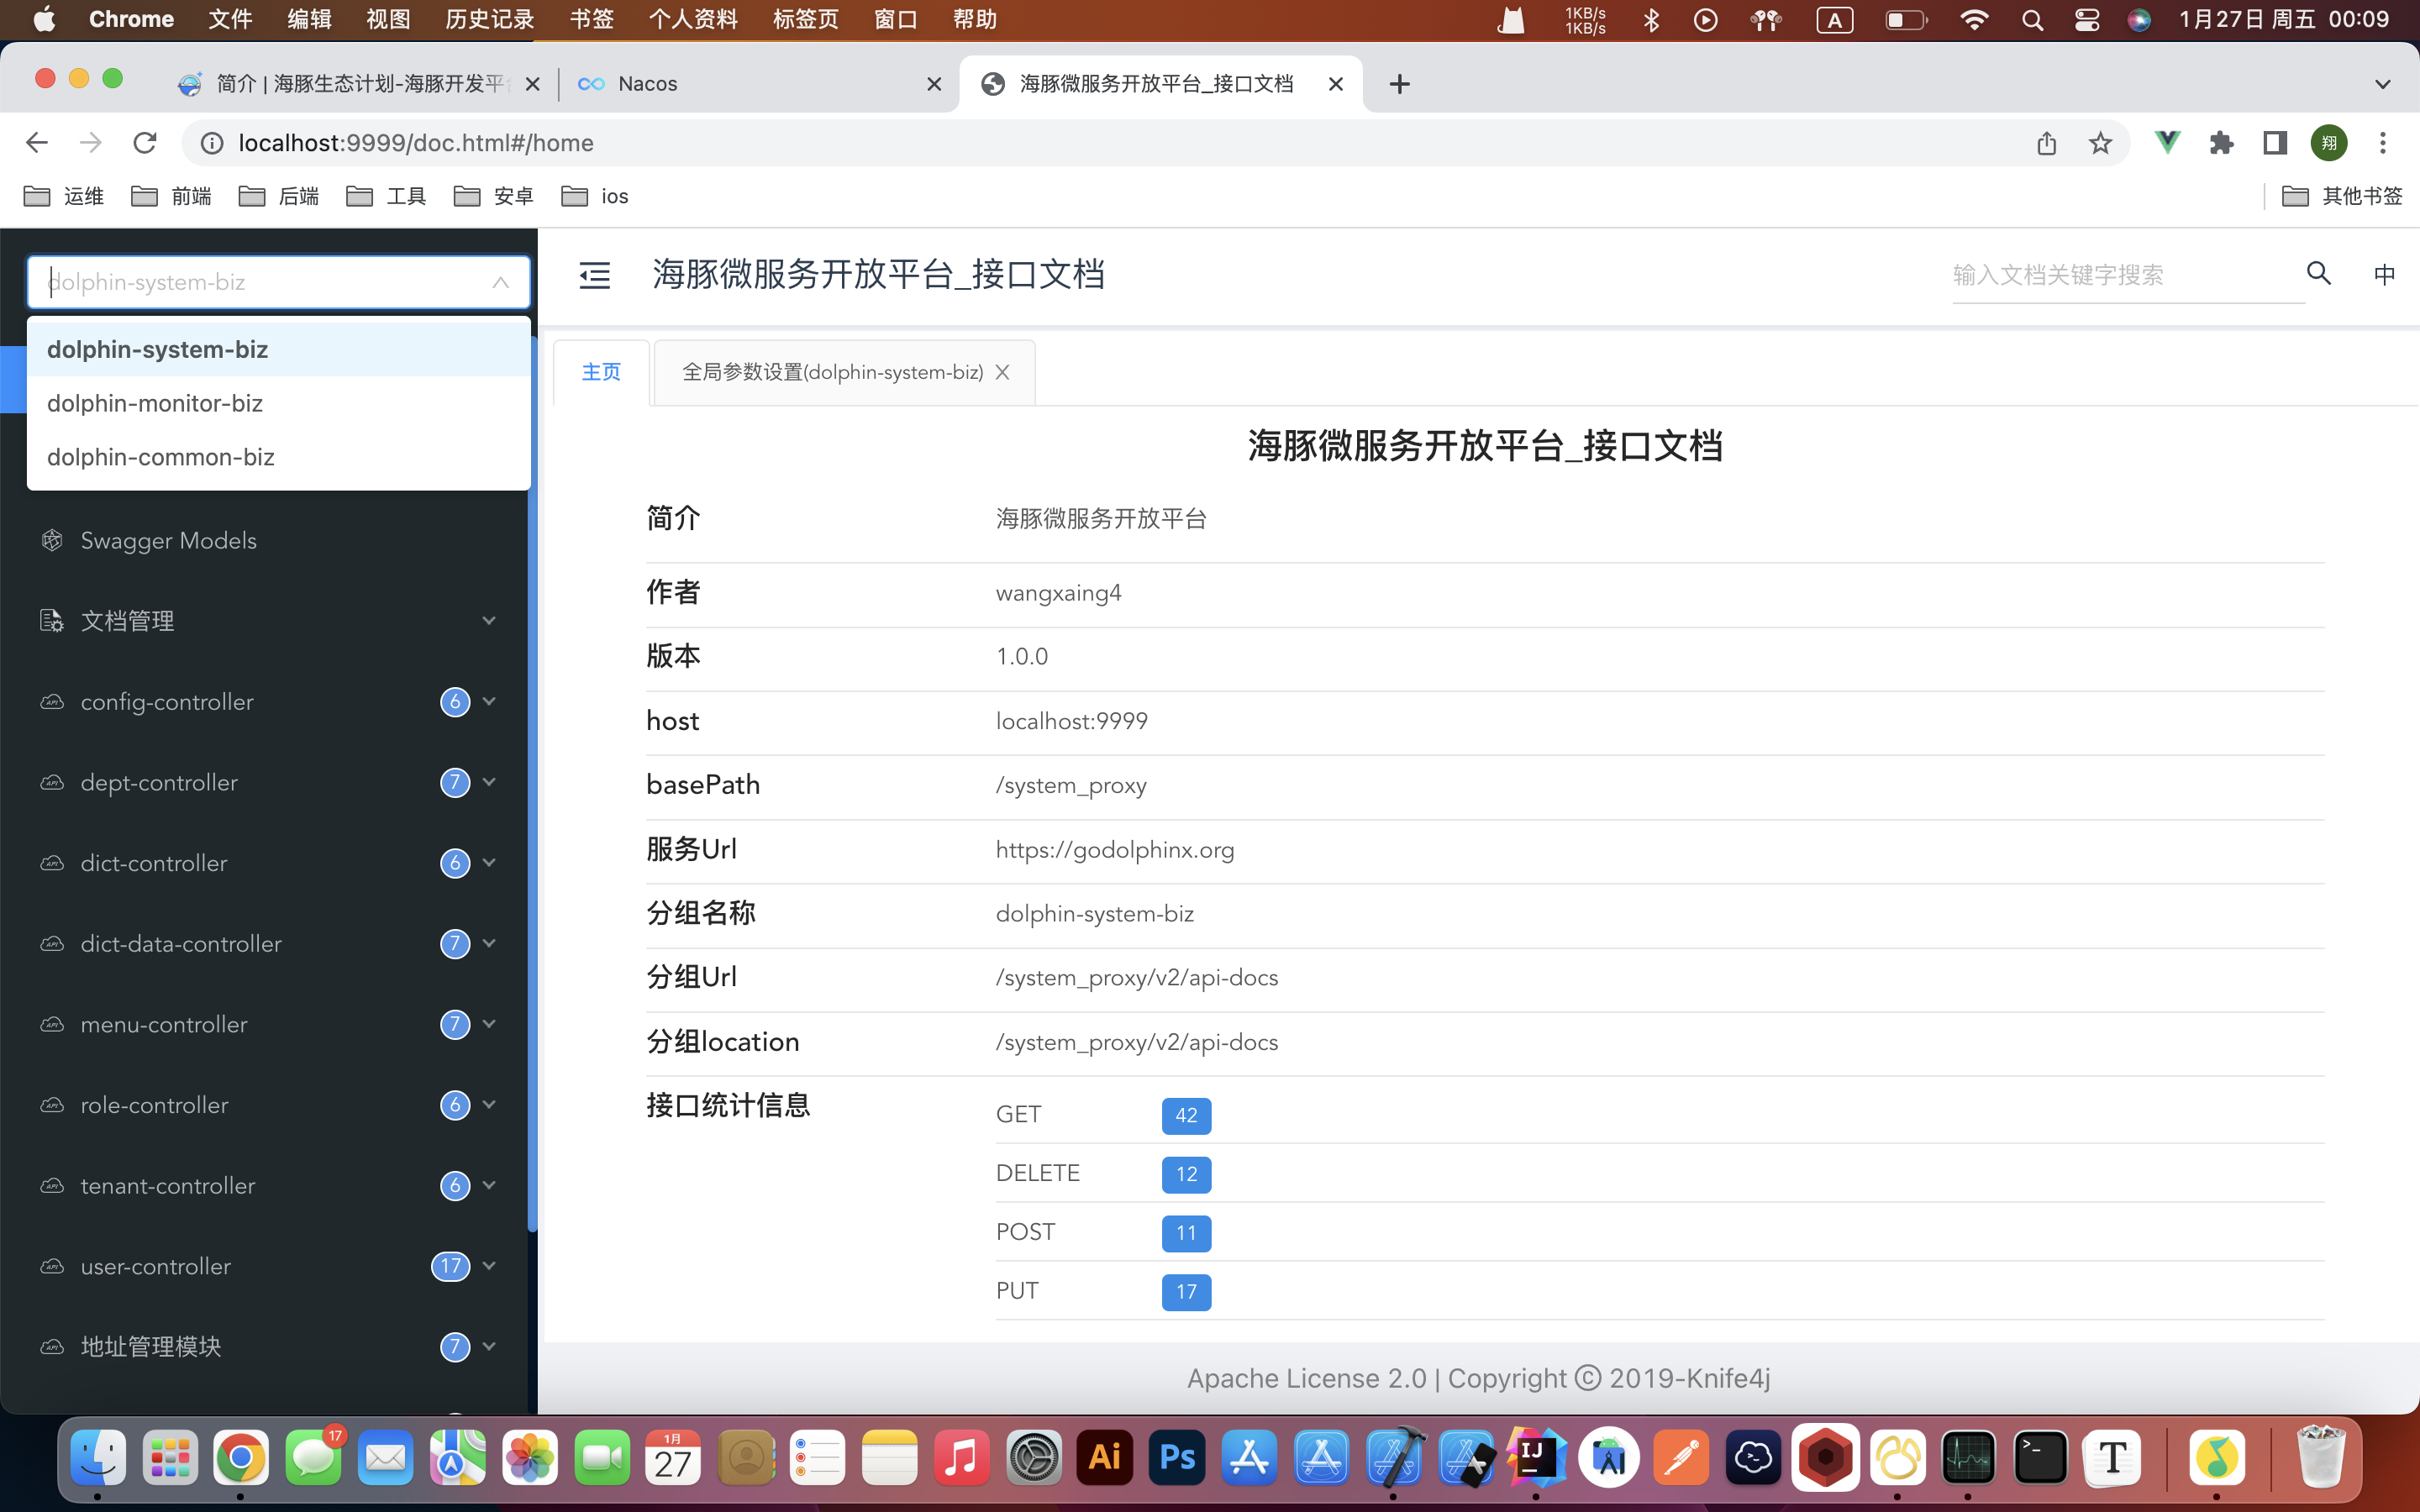 Chrome 文件 编辑 视图 历史记录 书签 个人资料 标签页 窗口 帮助 1KB/s 1KB/s A 1月27日 周五 00:09
简介 | 海豚生态计划-海豚开发平 Nacos 海豚微服务开放平台_接口文档
localhost:9999/doc.html#/home 翔
运维 前端 后端 工具 安卓 ios 其他书签
dolphin-system-biz
dolphin-system-biz
dolphin-monitor-biz
dolphin-common-biz
Swagger Models
文档管理
config-controller 6
dept-controller 7
dict-controller 6
dict-data-controller 7
menu-controller 7
role-controller 6
tenant-controller 6
user-controller 17
地址管理模块 7
海豚微服务开放平台_接口文档 输入文档关键字搜索 中
主页 全局参数设置(dolphin-system-biz)
海豚微服务开放平台_接口文档
简介 海豚微服务开放平台
作者 wangxaing4
版本 1.0.0
host localhost:9999
basePath /system_proxy
服务Url https://godolphinx.org
分组名称 dolphin-system-biz
分组Url /system_proxy/v2/api-docs
分组location /system_proxy/v2/api-docs
接口统计信息 GET 42
DELETE 12
POST 11
PUT 17
Apache License 2.0 | Copyright © 2019-Knife4j
17 1月 27 Ai Ps IJ >_ T